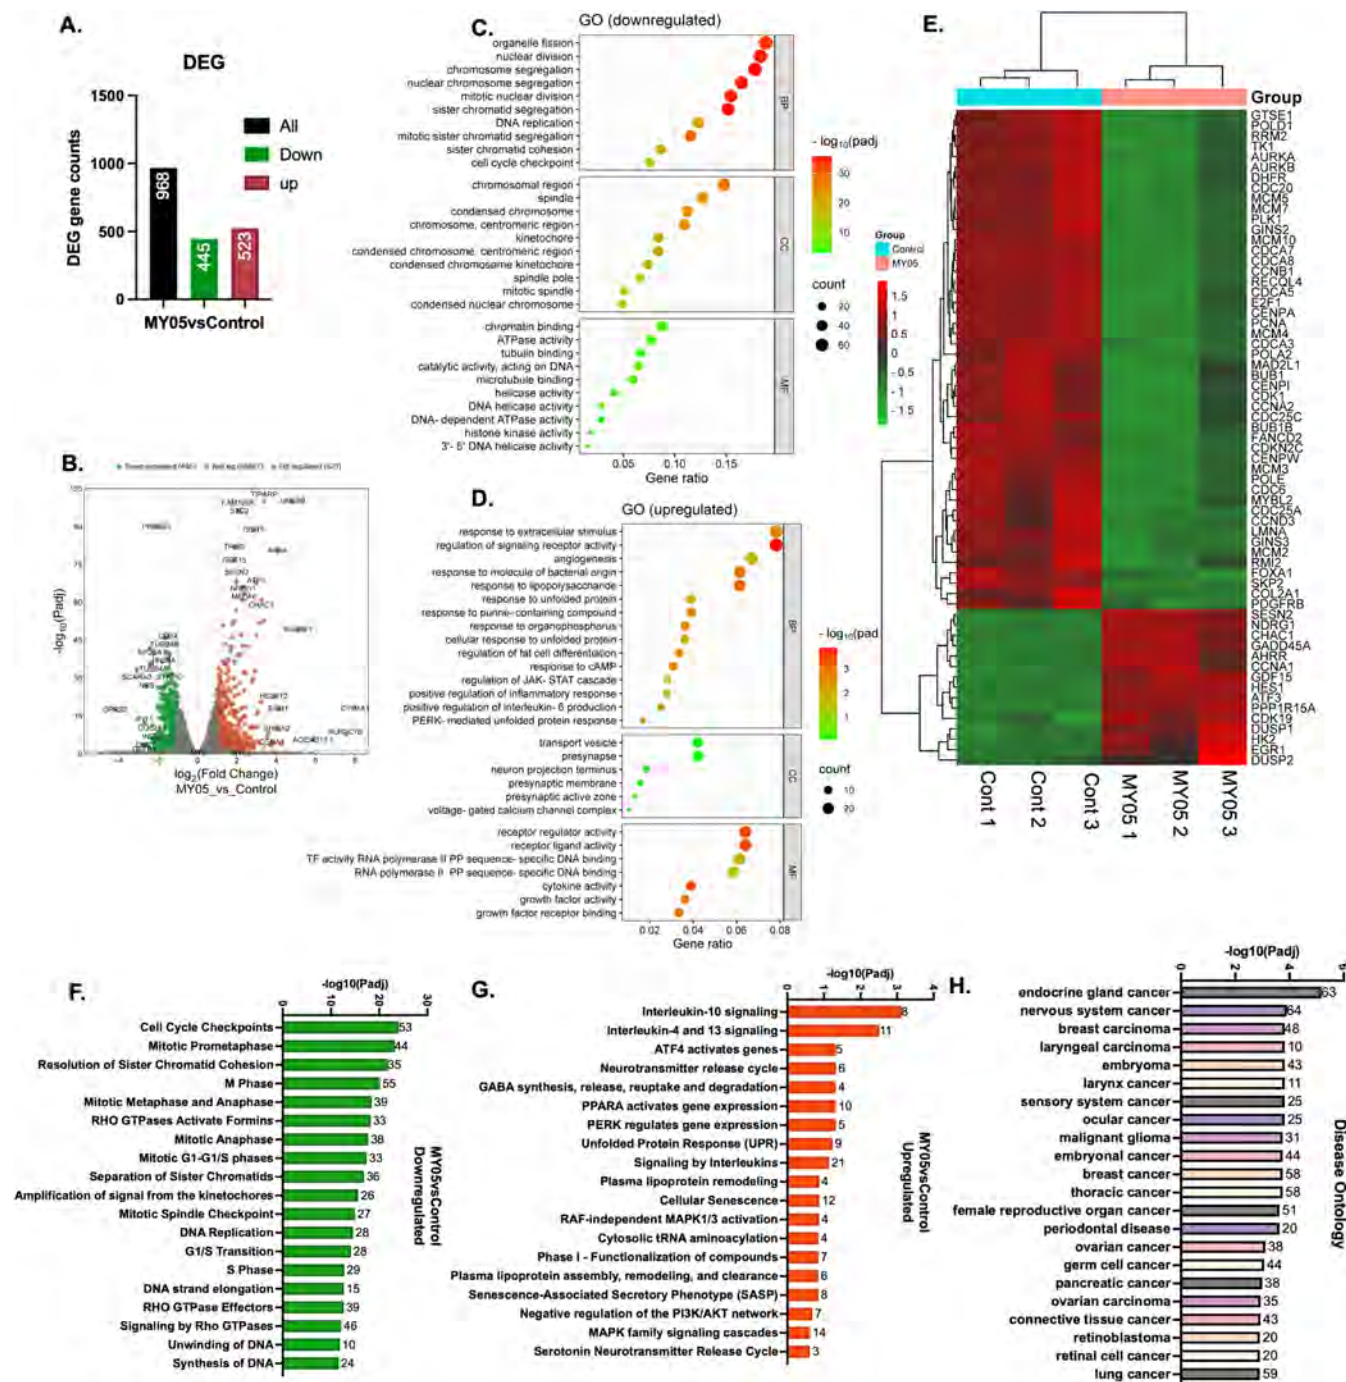 A.
DEG
1500
1000
500
0
DEG gene counts
All
Down
up
968
445
523
MY05vsControl
B.
-log10(Padj)
-4
-2
0
2
4
6
8
log2(Fold Change)
MY05_vs_Control
C.
GO (downregulated)
organelle fission
nuclear division
chromosome segregation
nuclear chromosome segregation
mitotic nuclear division
sister chromatid segregation
DNA replication
mitotic sister chromatid segregation
sister chromatid cohesion
cell cycle checkpoint
BP
chromosomal region
spindle
condensed chromosome
chromosome, centromeric region
kinetochore
condensed chromosome, centromeric region
condensed chromosome kinetochore
spindle pole
mitotic spindle
condensed nuclear chromosome
CC
chromatin binding
ATPase activity
tubulin binding
catalytic activity, acting on DNA
microtubule binding
helicase activity
DNA helicase activity
DNA- dependent ATPase activity
histone kinase activity
3'- 5' DNA helicase activity
MF
0.05
0.10
0.15
Gene ratio
- log10(padj
30
20
10
count
20
40
60
D.
GO (upregulated)
response to extracellular stimulus
regulation of signaling receptor activity
angiogenesis
response to molecule of bacterial origin
response to lipopolysaccharide
response to unfolded protein
response to purine- containing compound
response to organophosphorus
cellular response to unfolded protein
regulation of fat cell differentiation
response to cAMP
regulation of JAK- STAT cascade
positive regulation of inflammatory response
positive regulation of interleukin- 6 production
PERK- mediated unfolded protein response
BP
transport vesicle
presynapse
neuron projection terminus
presynaptic membrane
presynaptic active zone
voltage- gated calcium channel complex
CC
receptor regulator activity
receptor ligand activity
TF activity RNA polymerase II PP sequence- specific DNA binding
RNA polymerase II PP sequence- specific DNA binding
cytokine activity
growth factor activity
growth factor receptor binding
MF
0.02
0.04
0.06
0.08
Gene ratio
- log10(pad
3
2
1
count
10
20
E.
Group
Control
MY05
1.5
1
0.5
0
- 0.5
- 1
- 1.5
Group
GTSE1
POLD1
RRM2
TK1
AURKA
AURKB
DHFR
CDC20
MCM5
MCM7
PLK1
GINS2
MCM10
CDCA7
CDCA8
CCNB1
RECQL4
CDCA5
E2F1
CENPA
PCNA
MCM4
CDCA3
POLA2
MAD2L1
BUB1
CENPI
CDK1
CCNA2
CDC25C
BUB1B
FANCD2
CDKN2C
CENPW
MCM3
POLE
CDC6
MYBL2
CDC25A
CCND3
LMNA
GINS3
MCM2
RMI2
FOXA1
SKP2
COL2A1
PDGFRB
SESN2
NDRG1
CHAC1
GADD45A
AHRR
CCNA1
GDF15
HES1
ATF3
PPP1R15A
CDK19
DUSP1
HK2
EGR1
DUSP2
Cont 1
Cont 2
Cont 3
MY05 1
MY05 2
MY05 3
F.
-log10(Padj)
0
10
20
30
Cell Cycle Checkpoints 53
Mitotic Prometaphase 44
Resolution of Sister Chromatid Cohesion 35
M Phase 55
Mitotic Metaphase and Anaphase 39
RHO GTPases Activate Formins 33
Mitotic Anaphase 38
Mitotic G1-G1/S phases 33
Separation of Sister Chromatids 36
Amplification of signal from the kinetochores 26
Mitotic Spindle Checkpoint 27
DNA Replication 28
G1/S Transition 28
S Phase 29
DNA strand elongation 15
RHO GTPase Effectors 39
Signaling by Rho GTPases 46
Unwinding of DNA 10
Synthesis of DNA 24
MY05vsControl
Downregulated
G.
-log10(Padj)
0
1
2
3
4
Interleukin-10 signaling 8
Interleukin-4 and 13 signaling 11
ATF4 activates genes 5
Neurotransmitter release cycle 6
GABA synthesis, release, reuptake and degradation 4
PPARA activates gene expression 10
PERK regulates gene expression 5
Unfolded Protein Response (UPR) 9
Signaling by Interleukins 21
Plasma lipoprotein remodeling 4
Cellular Senescence 12
RAF-independent MAPK1/3 activation 4
Cytosolic tRNA aminoacylation 4
Phase I - Functionalization of compounds 7
Plasma lipoprotein assembly, remodeling, and clearance 6
Senescence-Associated Secretory Phenotype (SASP) 8
Negative regulation of the PI3K/AKT network 7
MAPK family signaling cascades 14
Serotonin Neurotransmitter Release Cycle 3
MY05vsControl
Upregulated
H.
-log10(Padj)
0
2
4
6
endocrine gland cancer 63
nervous system cancer 64
breast carcinoma 48
laryngeal carcinoma 10
embryoma 43
larynx cancer 11
sensory system cancer 25
ocular cancer 25
malignant glioma 31
embryonal cancer 44
breast cancer 58
thoracic cancer 58
female reproductive organ cancer 51
periodontal disease 20
ovarian cancer 38
germ cell cancer 44
pancreatic cancer 38
ovarian carcinoma 35
connective tissue cancer 43
retinoblastoma 20
retinal cell cancer 20
lung cancer 59
Disease Ontology